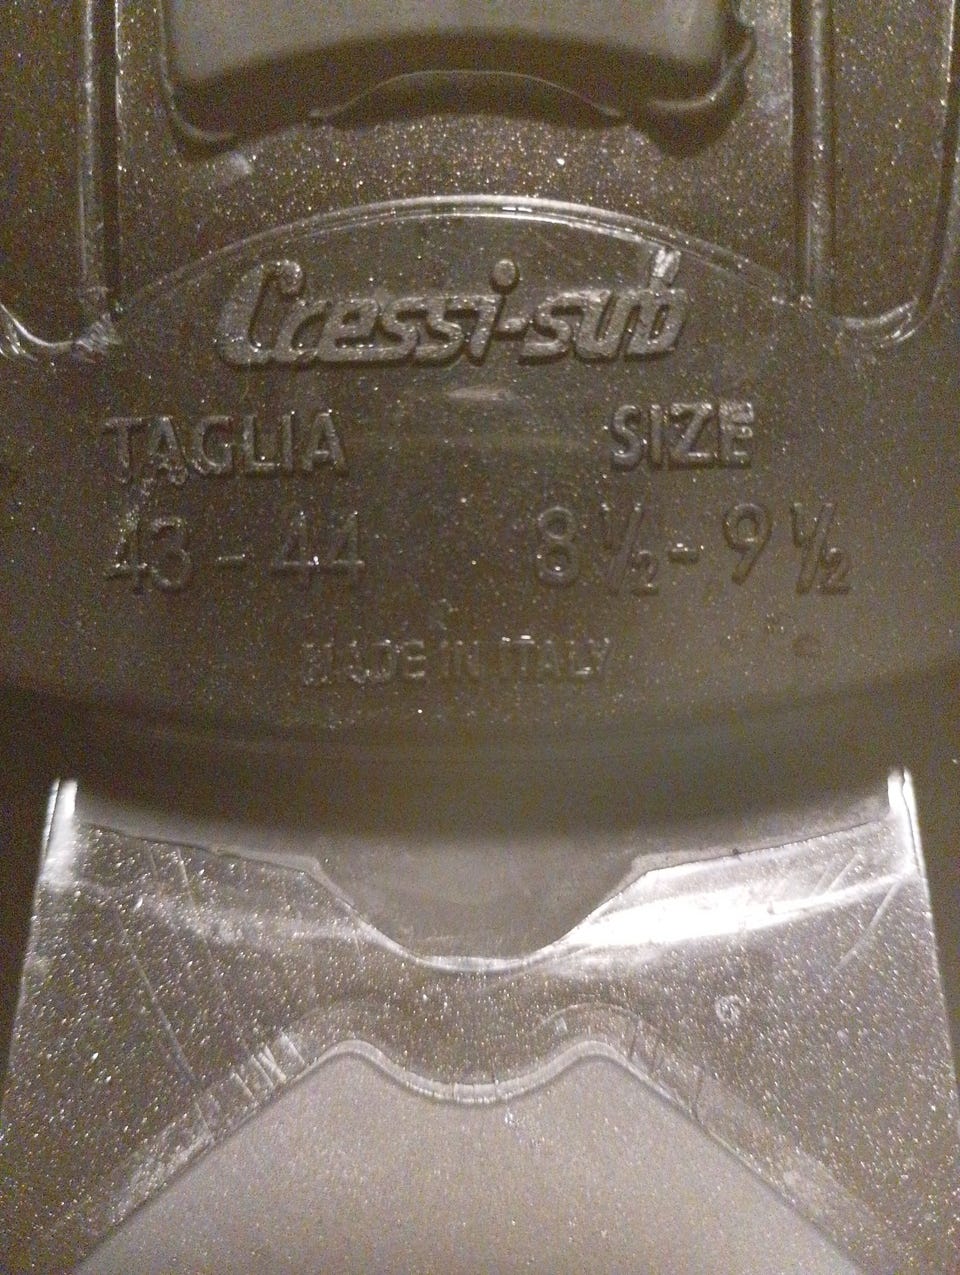 Cressi-sub
TAGLIA SIZE
43-44 8½-9½
MADE IN ITALY